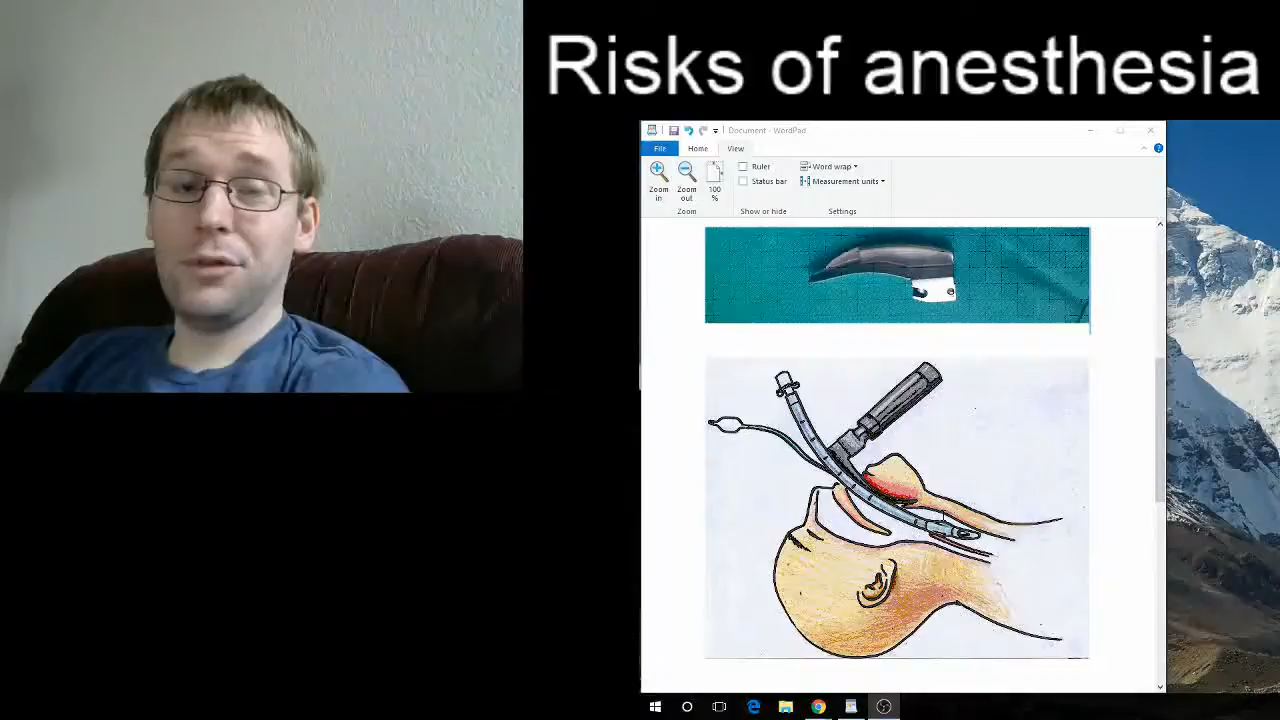 Risks of anesthesia
Document - WordPad
File Home View
Zoom in
Zoom out
100 %
Ruler
Status bar
Word wrap
Measurement units
Zoom
Show or hide
Settings